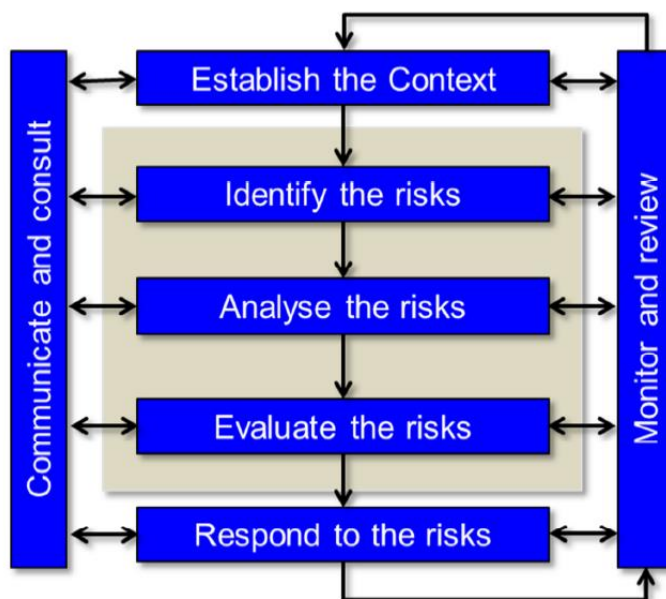 Establish the Context
Communicate and consult
Identify the risks
Analyse the risks
Evaluate the risks
Respond to the risks
Monitor and review